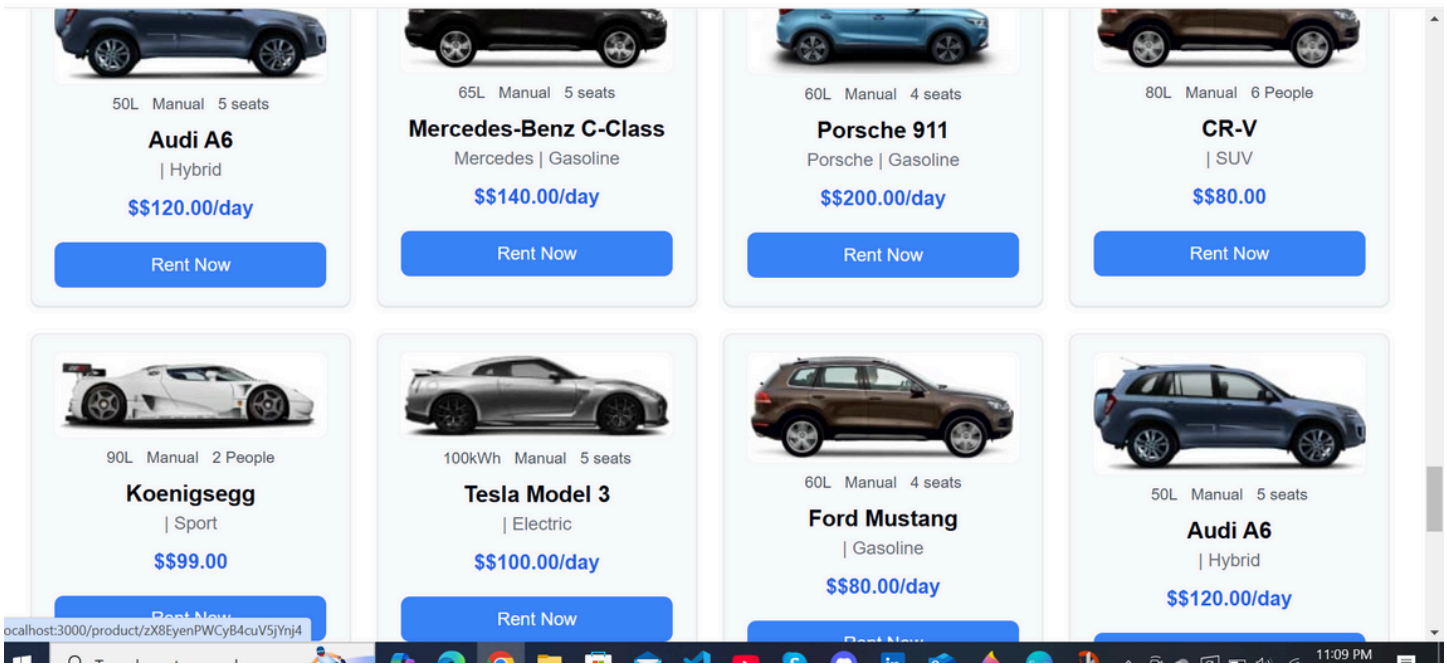 50L Manual 5 seats
Audi A6
| Hybrid
$$120.00/day
Rent Now
65L Manual 5 seats
Mercedes-Benz C-Class
Mercedes | Gasoline
$$140.00/day
Rent Now
60L Manual 4 seats
Porsche 911
Porsche | Gasoline
$$200.00/day
Rent Now
80L Manual 6 People
CR-V
| SUV
$$80.00
Rent Now
90L Manual 2 People
Koenigsegg
| Sport
$$99.00
Rent Now
100kWh Manual 5 seats
Tesla Model 3
| Electric
$$100.00/day
Rent Now
60L Manual 4 seats
Ford Mustang
| Gasoline
$$80.00/day
Rent Now
50L Manual 5 seats
Audi A6
| Hybrid
$$120.00/day
ocalhost:3000/product/zX8EyenPWCyB4cuV5jYnj4
11:09 PM